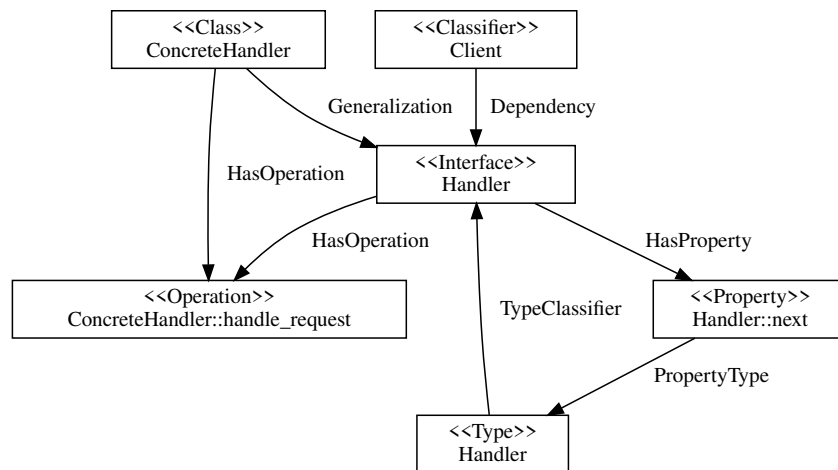 <<Class>>
ConcreteHandler
<<Classifier>>
Client
Generalization
Dependency
<<Interface>>
Handler
HasOperation
HasOperation
HasProperty
<<Operation>>
ConcreteHandler::handle_request
TypeClassifier
<<Property>>
Handler::next
PropertyType
<<Type>>
Handler